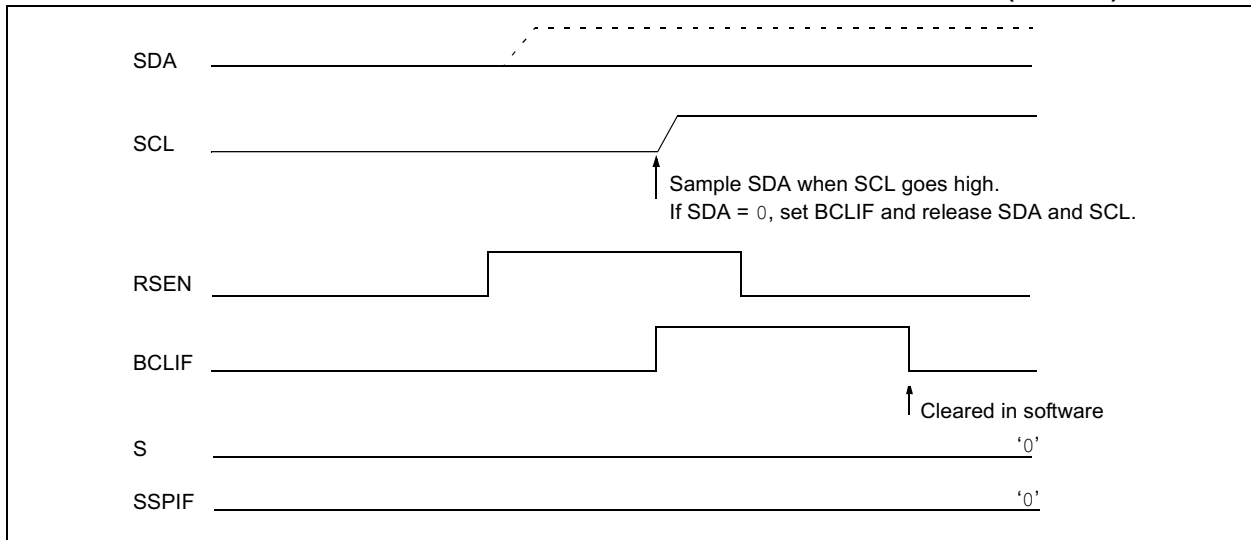 SDA
SCL
Sample SDA when SCL goes high.
If SDA = 0, set BCLIF and release SDA and SCL.
RSEN
BCLIF
Cleared in software
S
‘0’
SSPIF
‘0’